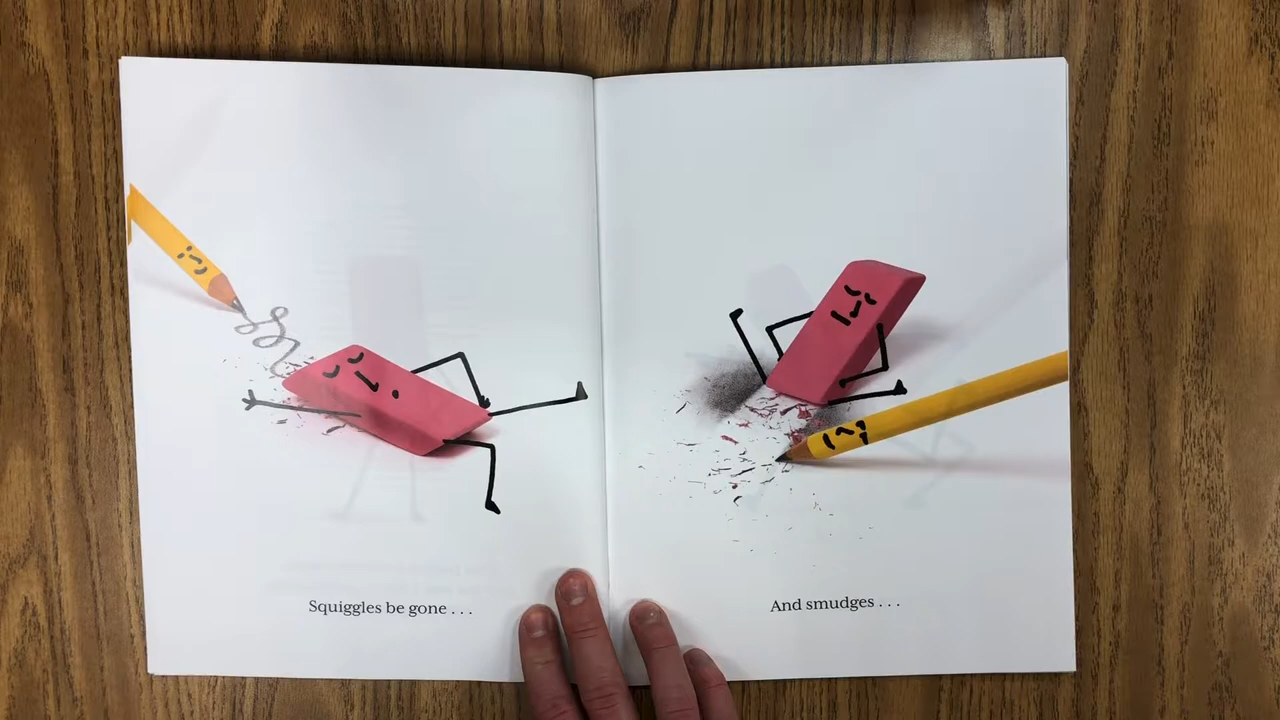 Squiggles be gone . . .
And smudges . . .